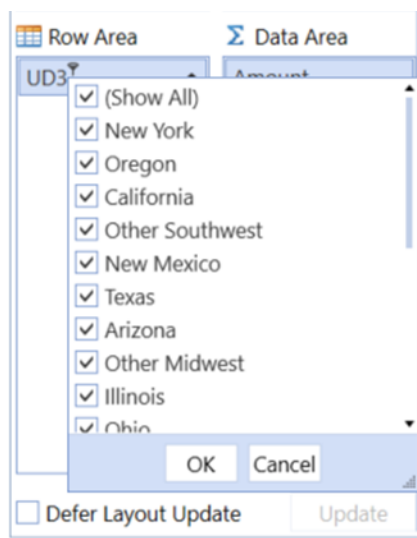 Row Area
Σ Data Area
UD3
Amount
(Show All)
New York
Oregon
California
Other Southwest
New Mexico
Texas
Arizona
Other Midwest
Illinois
Ohio
OK Cancel
Defer Layout Update
Update